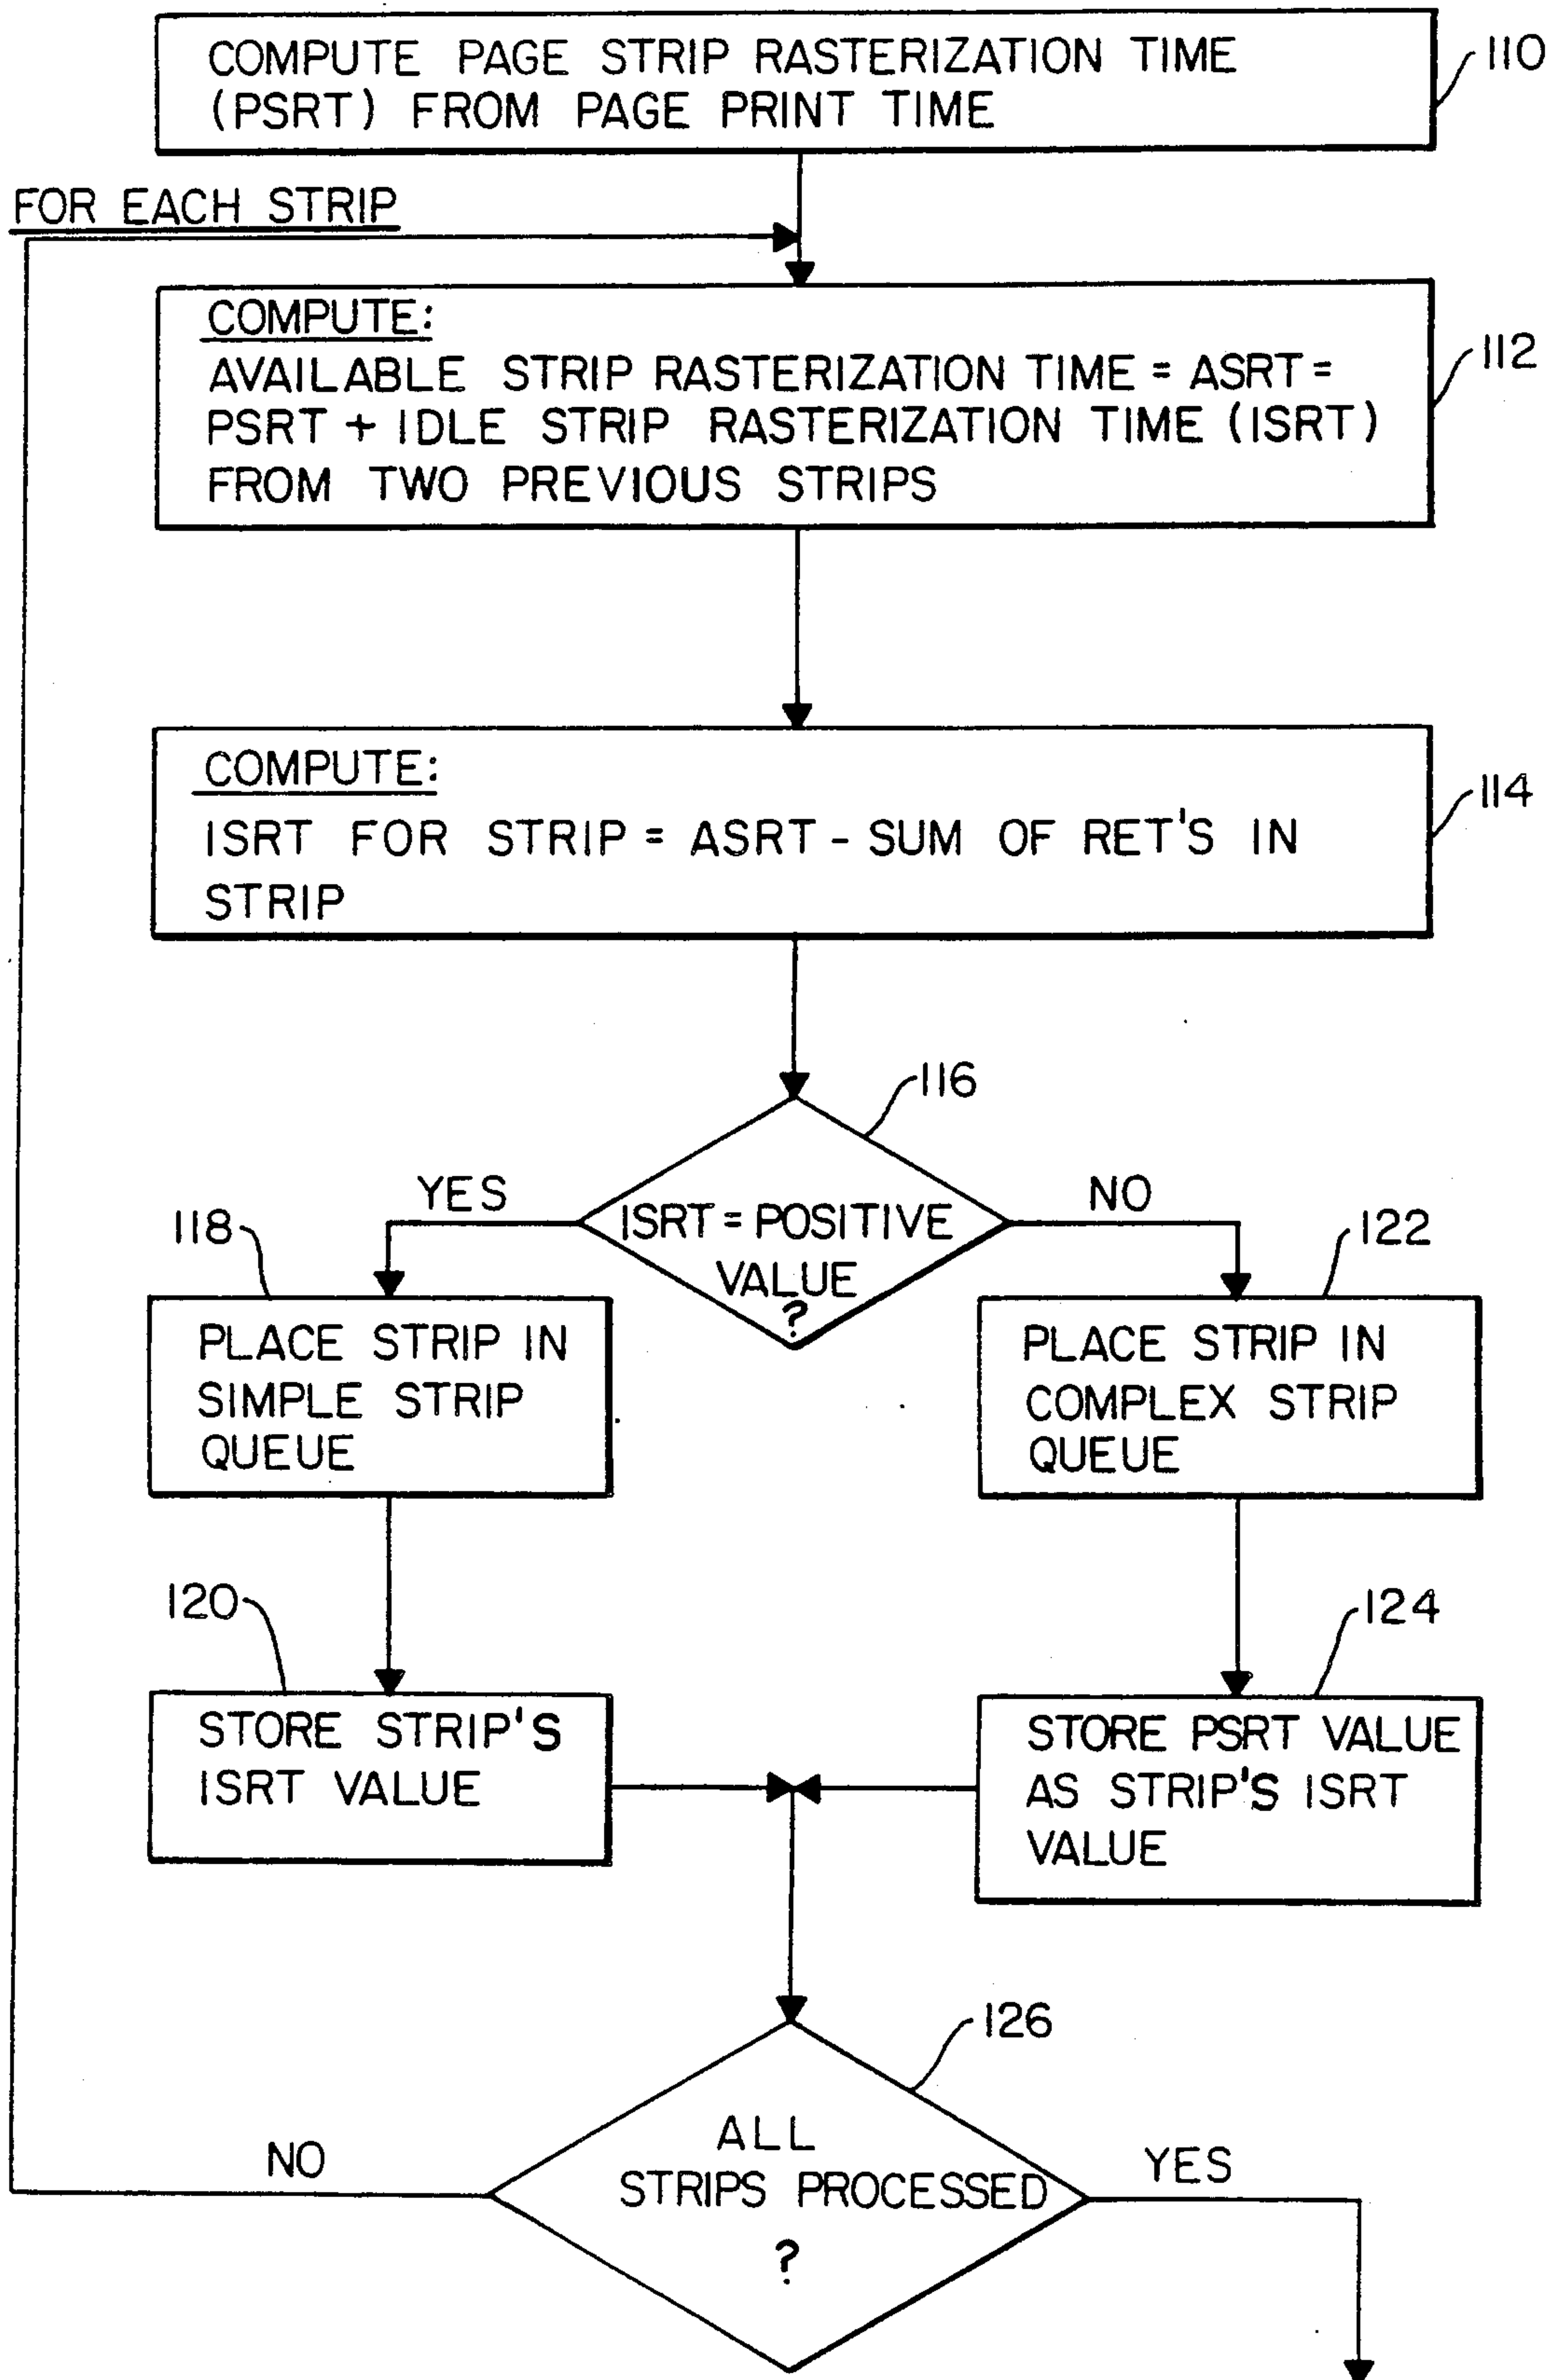 COMPUTE PAGE STRIP RASTERIZATION TIME
(PSRT) FROM PAGE PRINT TIME
110
FOR EACH STRIP
COMPUTE:
AVAILABLE STRIP RASTERIZATION TIME = ASRT =
PSRT + IDLE STRIP RASTERIZATION TIME (ISRT)
FROM TWO PREVIOUS STRIPS
112
COMPUTE:
ISRT FOR STRIP = ASRT - SUM OF RET'S IN
STRIP
114
116
ISRT = POSITIVE
VALUE
?
YES
NO
118
PLACE STRIP IN
SIMPLE STRIP
QUEUE
122
PLACE STRIP IN
COMPLEX STRIP
QUEUE
120
STORE STRIP'S
ISRT VALUE
124
STORE PSRT VALUE
AS STRIP'S ISRT
VALUE
126
ALL
STRIPS PROCESSED
?
NO
YES